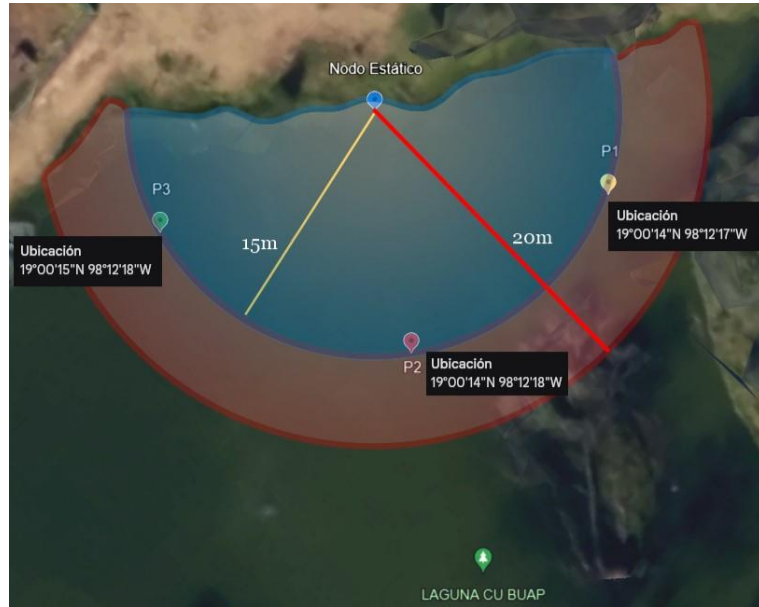 Nodo Estático
P1
P3
Ubicación
19°00'14"N 98°12'17"W
15m
20m
Ubicación
19°00'15"N 98°12'18"W
P2
Ubicación
19°00'14"N 98°12'18"W
LAGUNA CU BUAP